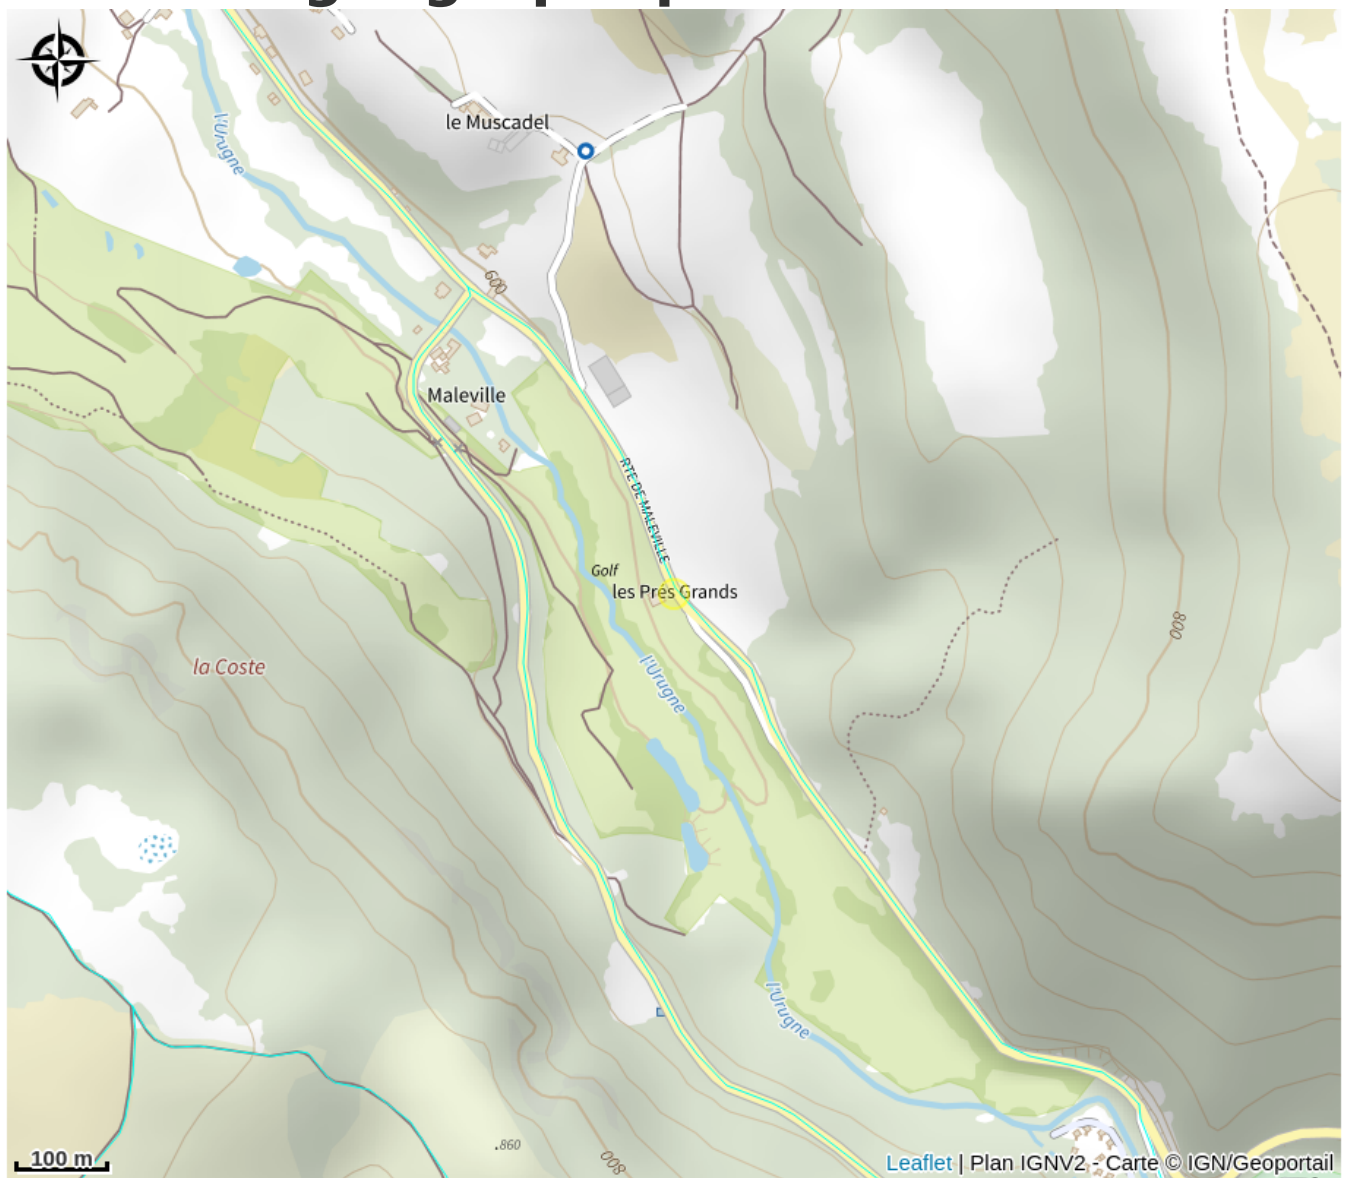 l'Urugne
le Muscadel
600
Maleville
RTE DE MALEVILLE
Golf
les Prés Grands
800
l'Urugne
la Coste
l'Urugne
.860
800
100 m
Leaflet | Plan IGNV2 - Carte © IGN/Geoportail